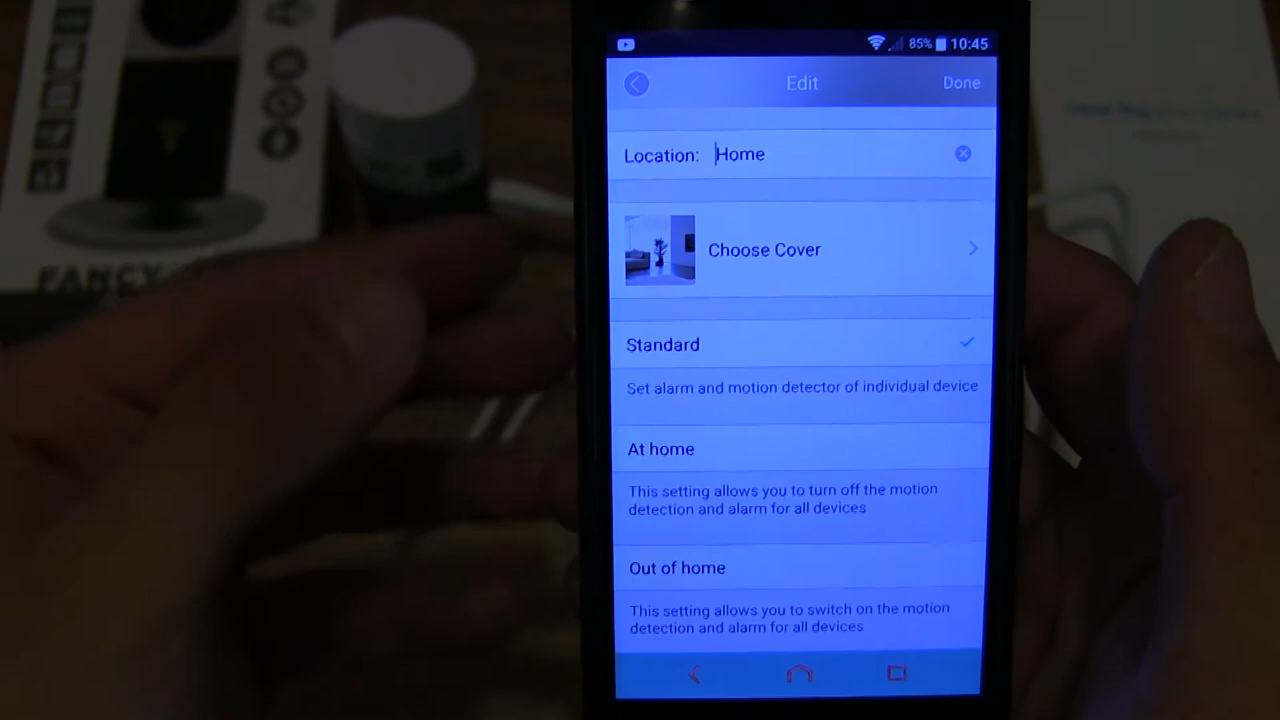 85% 10:45
Edit
Done
Location: Home
Choose Cover
Standard
Set alarm and motion detector of individual device
At home
This setting allows you to turn off the motion
detection and alarm for all devices
Out of home
This setting allows you to switch on the motion
detection and alarm for all devices
FANCY